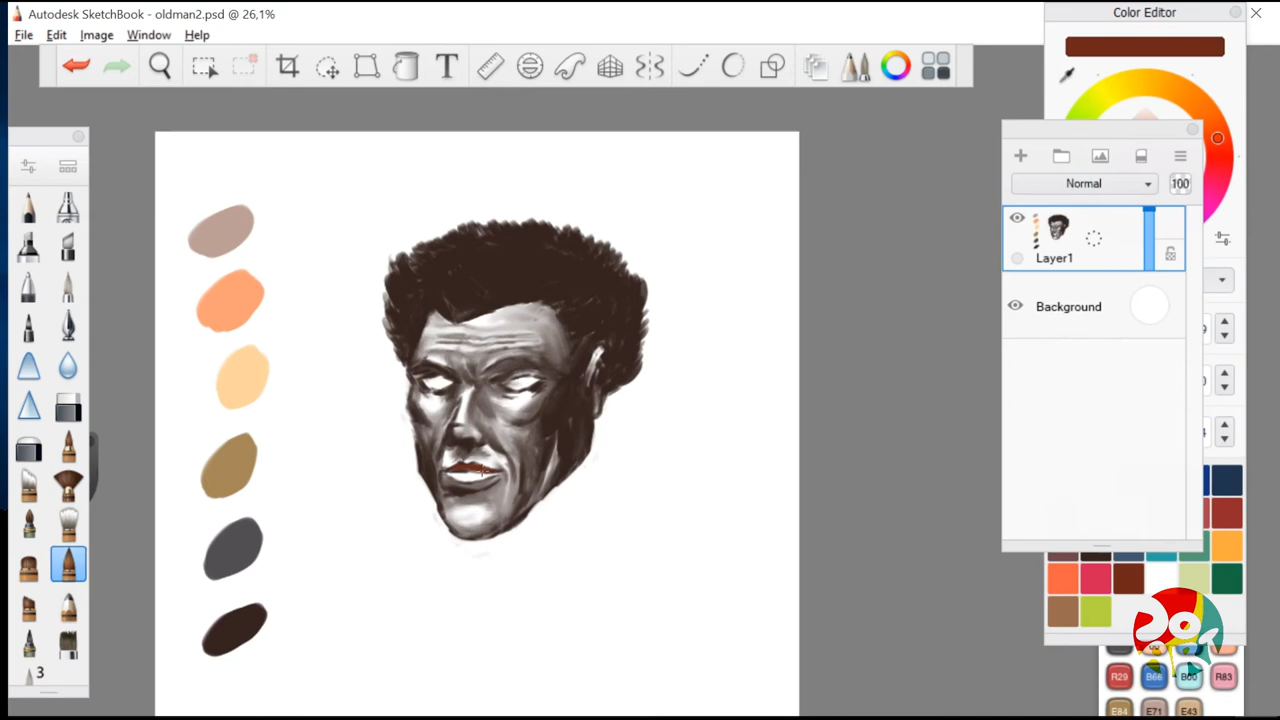 Autodesk SketchBook - oldman2.psd @ 26,1%
Color Editor
File Edit Image Window Help
T
Normal
100
Layer1
Background
3
R29
B66
B60
R83
E84
E71
E43